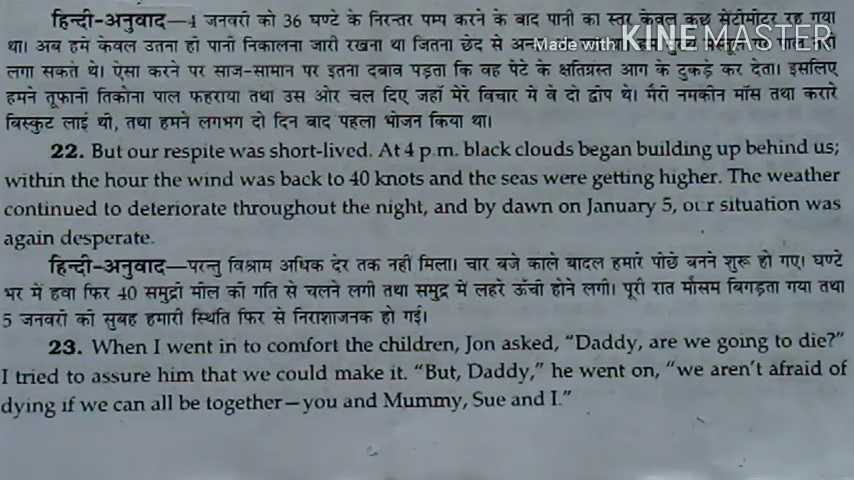 हिन्दी-अनुवाद—4 जनवरी को 36 घण्टे के निरन्तर पम्प करने के बाद पानी का स्तर केवल कुछ सेंटीमीटर रह गया
था। अब हमें केवल उतना ही पानी निकालना जारी रखना था जितना छेद से
Made with KINEMASTER
लगा सकते थे। ऐसा करने पर साज-सामान पर इतना दबाव पड़ता कि वह पेंटे के क्षतिग्रस्त आग के टुकड़े कर देता। इसलिए
हमने तूफानी तिकोना पाल फहराया तथा उस ओर चल दिए जहाँ मेरे विचार में वे दो द्वीप थे। मैरी नमकीन माँस तथा करारे
बिस्कुट लाई थी, तथा हमने लगभग दो दिन बाद पहला भोजन किया था।
22. But our respite was short-lived. At 4 p.m. black clouds began building up behind us;
within the hour the wind was back to 40 knots and the seas were getting higher. The weather
continued to deteriorate throughout the night, and by dawn on January 5, our situation was
again desperate.
हिन्दी-अनुवाद—परन्तु विश्राम अधिक देर तक नहीं मिला। चार बजे काले बादल हमारे पीछे बनने शुरू हो गए। घण्टे
भर में हवा फिर 40 समुद्री मील की गति से चलने लगी तथा समुद्र में लहरें ऊँची होने लगी। पूरी रात मौसम बिगड़ता गया तथा
5 जनवरी की सुबह हमारी स्थिति फिर से निराशाजनक हो गई।
23. When I went in to comfort the children, Jon asked, “Daddy, are we going to die?”
I tried to assure him that we could make it. “But, Daddy,” he went on, “we aren't afraid of
dying if we can all be together—you and Mummy, Sue and I.”